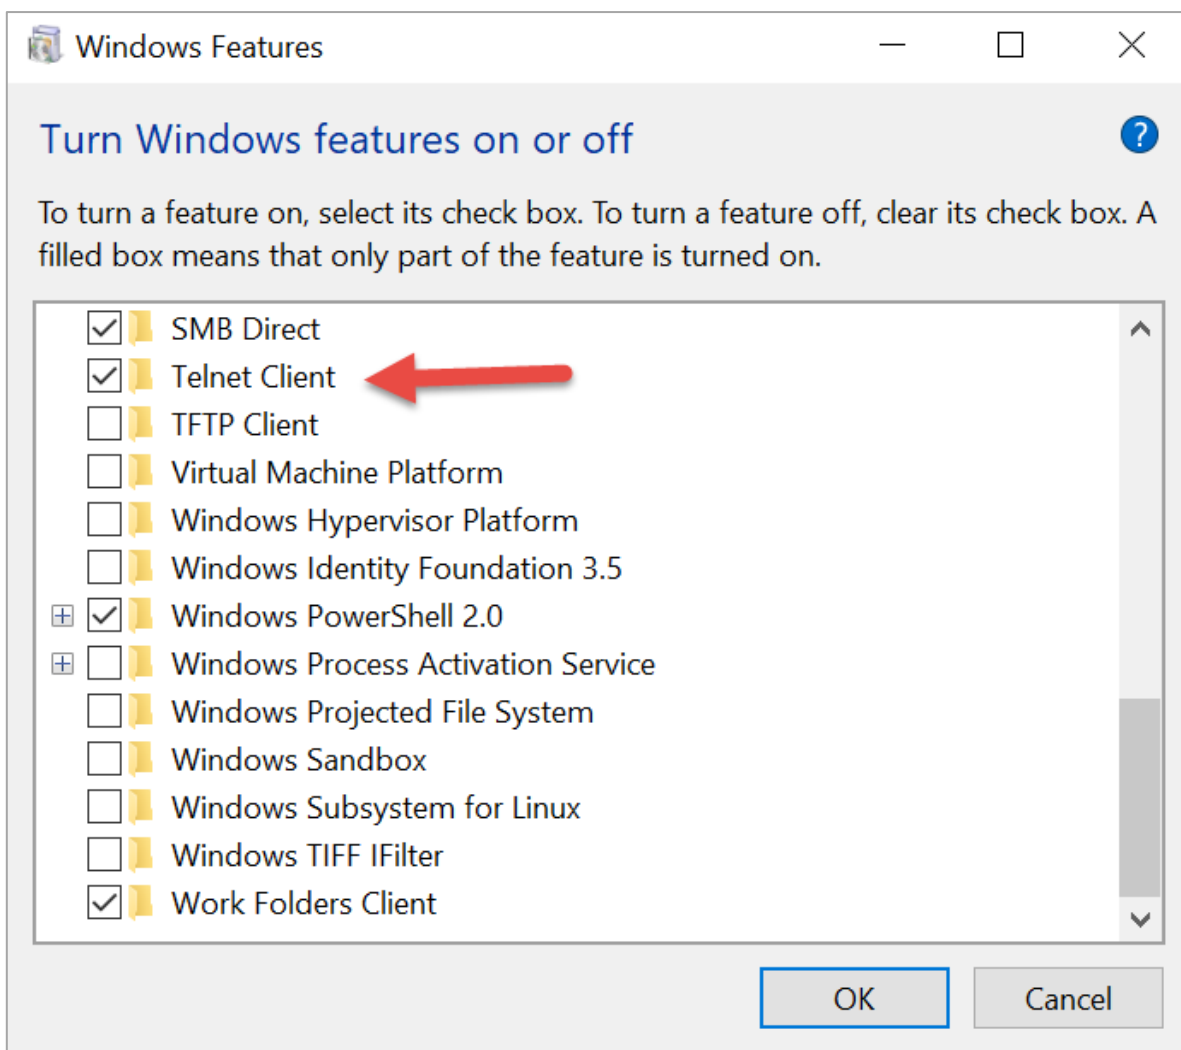 Windows Features
Turn Windows features on or off
?
To turn a feature on, select its check box. To turn a feature off, clear its check box. A
filled box means that only part of the feature is turned on.
SMB Direct
Telnet Client
TFTP Client
Virtual Machine Platform
Windows Hypervisor Platform
Windows Identity Foundation 3.5
Windows PowerShell 2.0
Windows Process Activation Service
Windows Projected File System
Windows Sandbox
Windows Subsystem for Linux
Windows TIFF IFilter
Work Folders Client
OK
Cancel